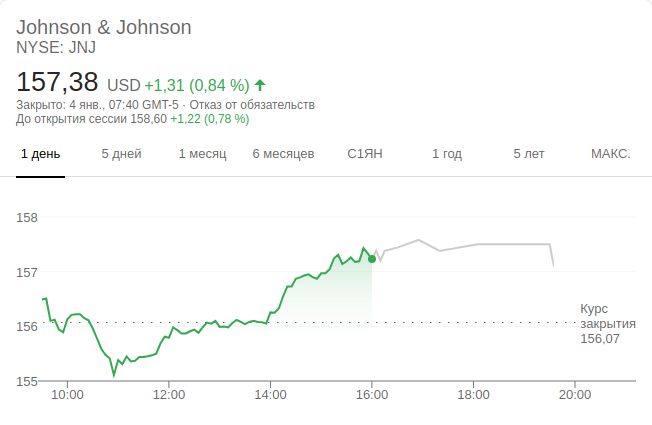 Johnson & Johnson
NYSE: JNJ
157,38 USD +1,31 (0,84 %)
Закрыто: 4 янв., 07:40 GMT-5 · Отказ от обязательств
До открытия сессии 158,60 +1,22 (0,78 %)
1 день 5 дней 1 месяц 6 месяцев С1ЯН 1 год 5 лет МАКС.
158
157
156
155
Курс
закрытия
156,07
10:00 12:00 14:00 16:00 18:00 20:00